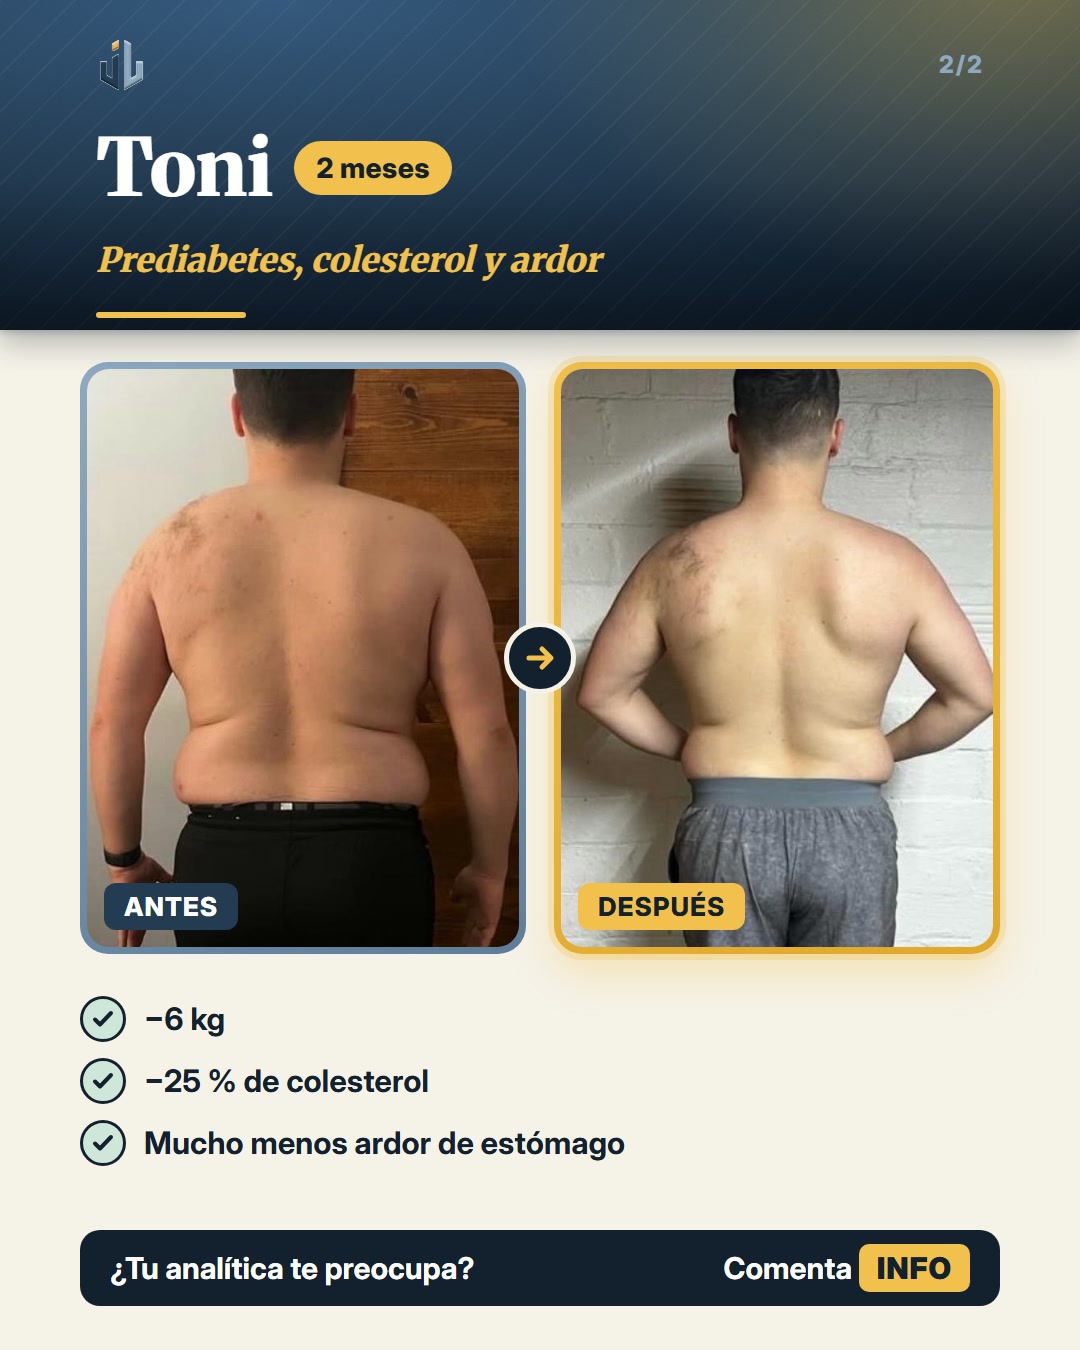 2/2
Toni 2 meses
Prediabetes, colesterol y ardor
ANTES
DESPUÉS
−6 kg
−25 % de colesterol
Mucho menos ardor de estómago
¿Tu analítica te preocupa? Comenta INFO